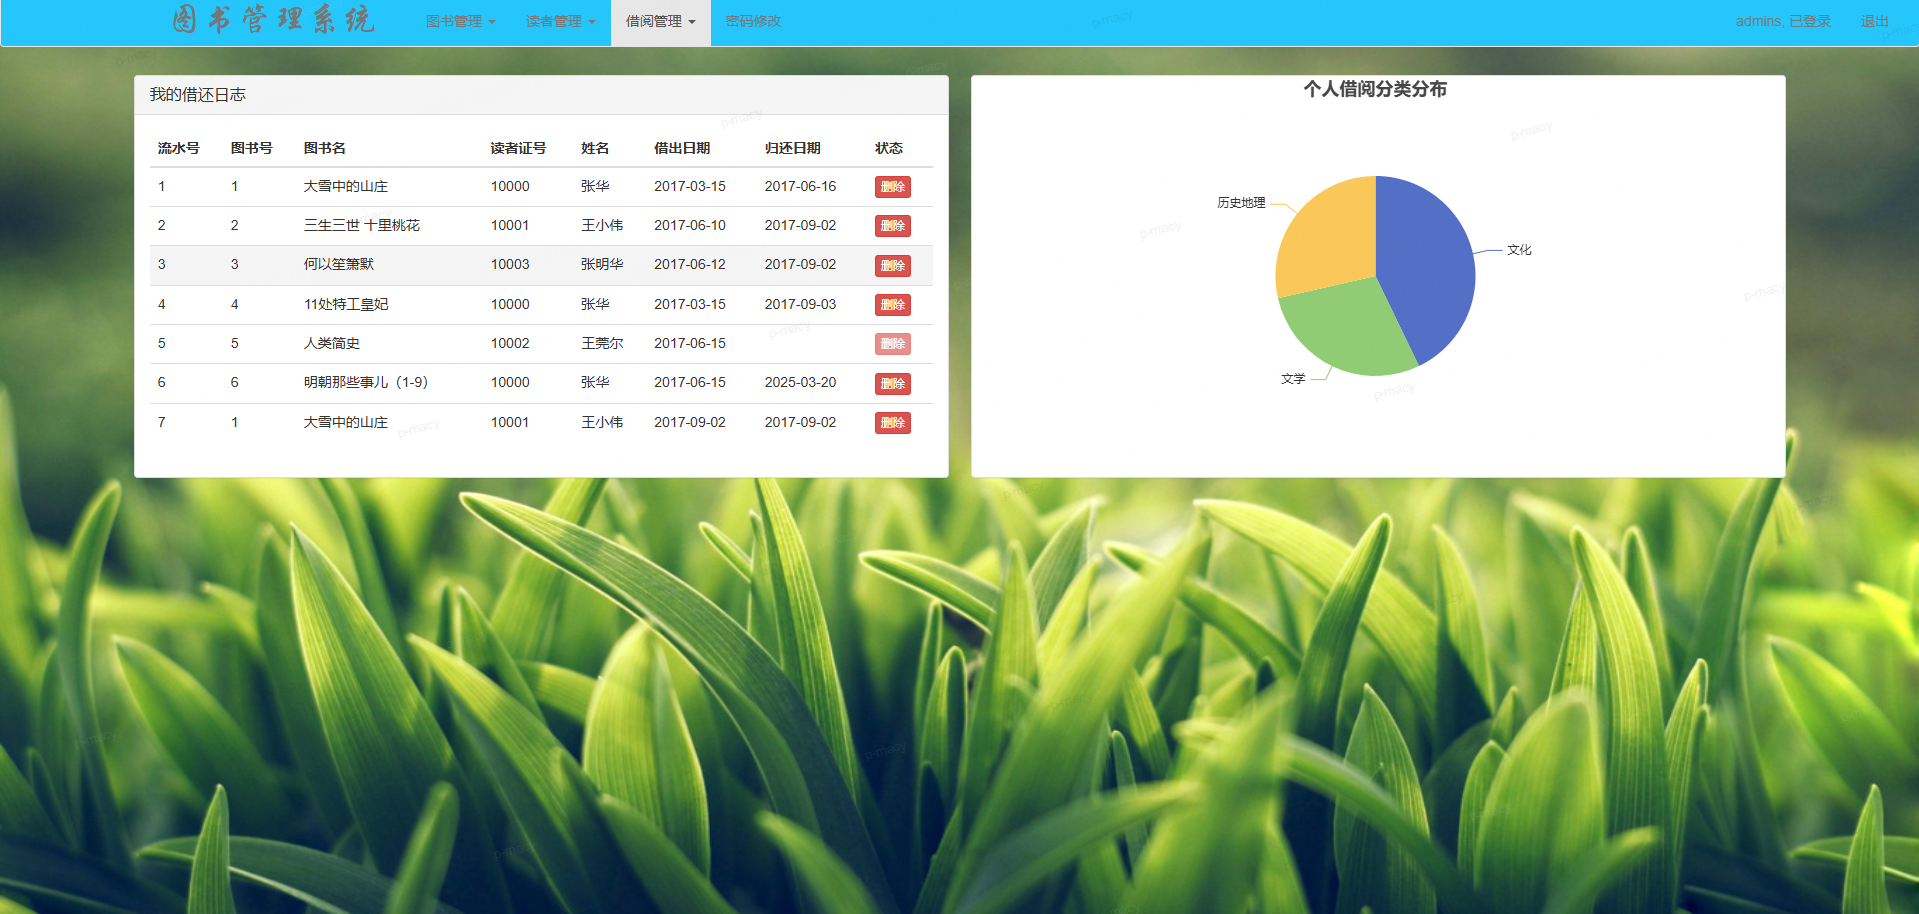 图书管理系统 图书管理 读者管理 借阅管理 密码修改 admins, 已登录 退出
我的借还日志
流水号 图书号 图书名 读者证号 姓名 借出日期 归还日期 状态
1 1 大雪中的山庄 10000 张华 2017-03-15 2017-06-16 删除
2 2 三生三世 十里桃花 10001 王小伟 2017-06-10 2017-09-02 删除
3 3 何以笙箫默 10003 张明华 2017-06-12 2017-09-02 删除
4 4 11处特工皇妃 10000 张华 2017-03-15 2017-09-03 删除
5 5 人类简史 10002 王莞尔 2017-06-15 删除
6 6 明朝那些事儿（1-9） 10000 张华 2017-06-15 2025-03-20 删除
7 1 大雪中的山庄 10001 王小伟 2017-09-02 2017-09-02 删除
个人借阅分类分布
历史地理
文化
文学
p-macy